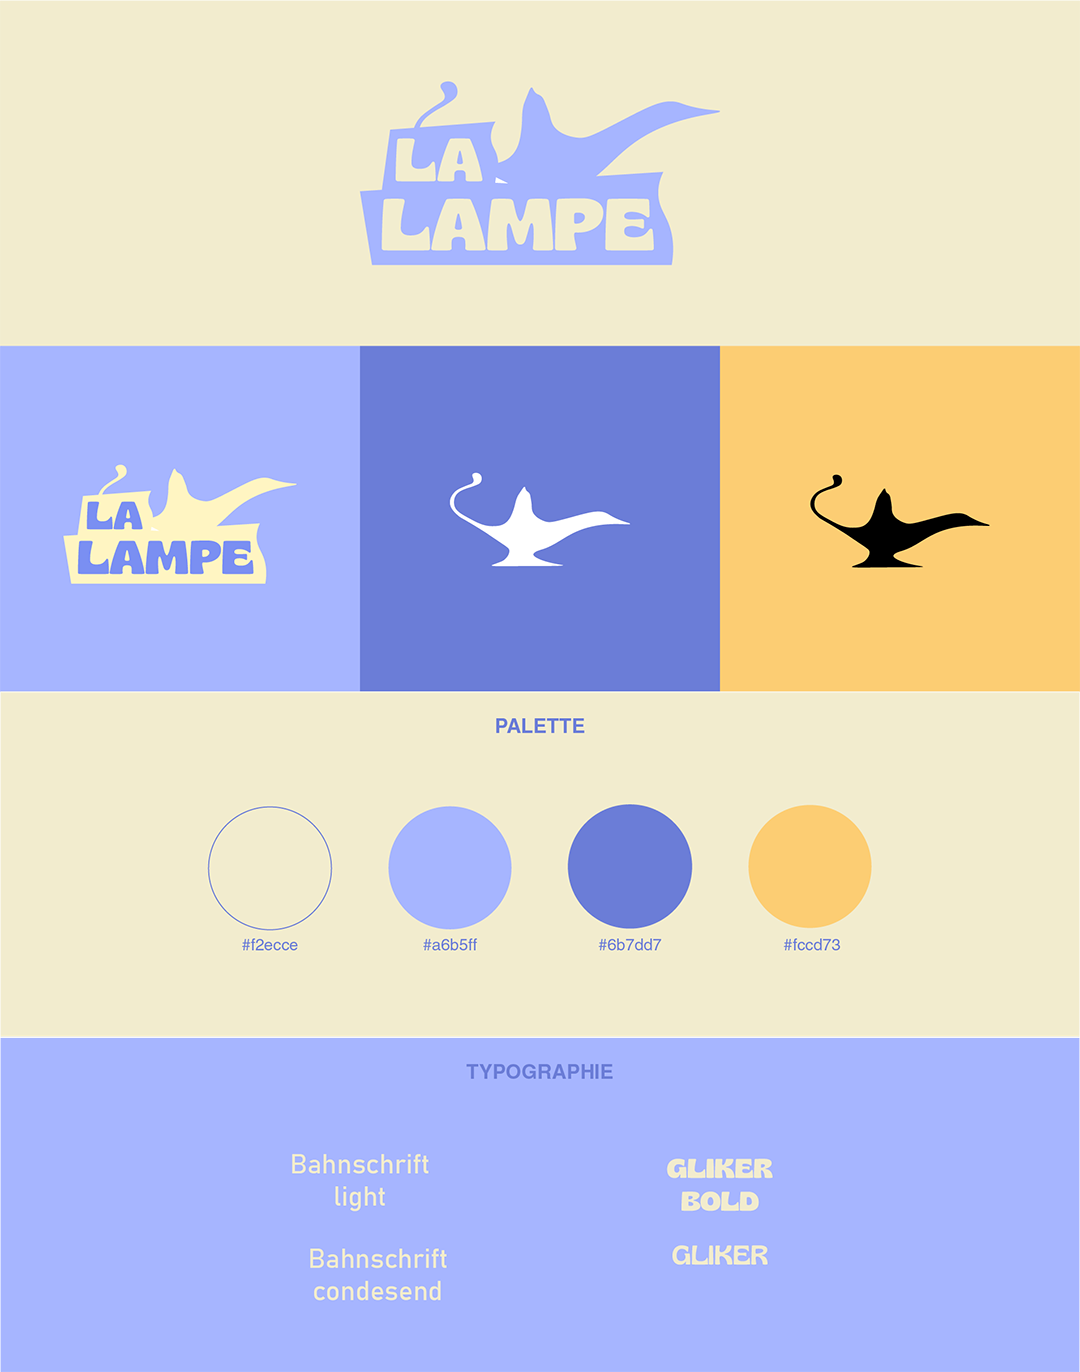 LA
LAMPE
LA
LAMPE
PALETTE
#f2ecce
#a6b5ff
#6b7dd7
#fccd73
TYPOGRAPHIE
Bahnschrift
light
Bahnschrift
condesend
GLIKER
BOLD
GLIKER